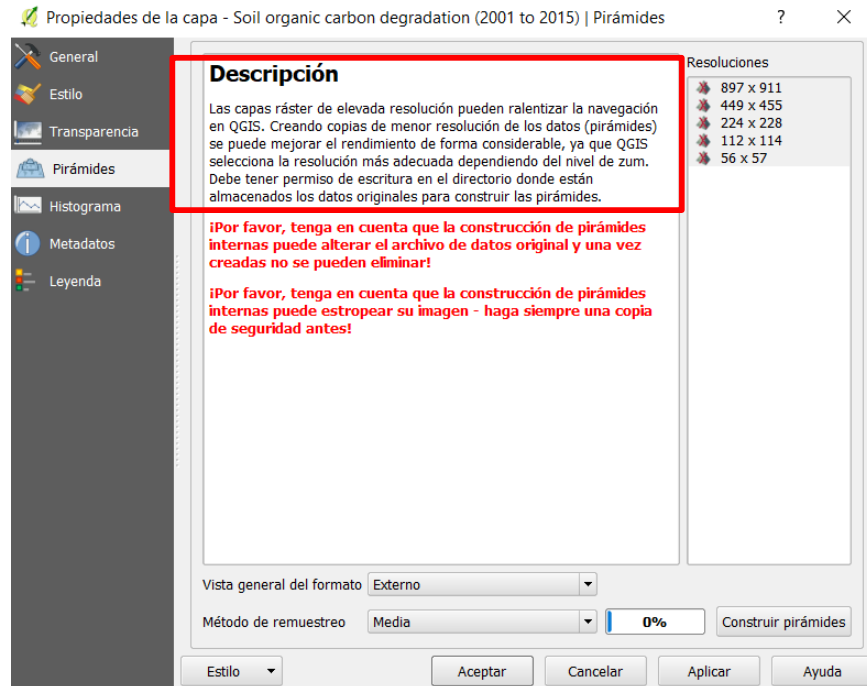 Propiedades de la capa - Soil organic carbon degradation (2001 to 2015) | Pirámides
General
Estilo
Transparencia
Pirámides
Histograma
Metadatos
Leyenda
Descripción
Las capas ráster de elevada resolución pueden ralentizar la navegación
en QGIS. Creando copias de menor resolución de los datos (pirámides)
se puede mejorar el rendimiento de forma considerable, ya que QGIS
selecciona la resolución más adecuada dependiendo del nivel de zum.
Debe tener permiso de escritura en el directorio donde están
almacenados los datos originales para construir las pirámides.
¡Por favor, tenga en cuenta que la construcción de pirámides
internas puede alterar el archivo de datos original y una vez
creadas no se pueden eliminar!
¡Por favor, tenga en cuenta que la construcción de pirámides
internas puede estropear su imagen - haga siempre una copia
de seguridad antes!
Resoluciones
897 x 911
449 x 455
224 x 228
112 x 114
56 x 57
Vista general del formato Externo
Método de remuestreo Media 0% Construir pirámides
Estilo Aceptar Cancelar Aplicar Ayuda